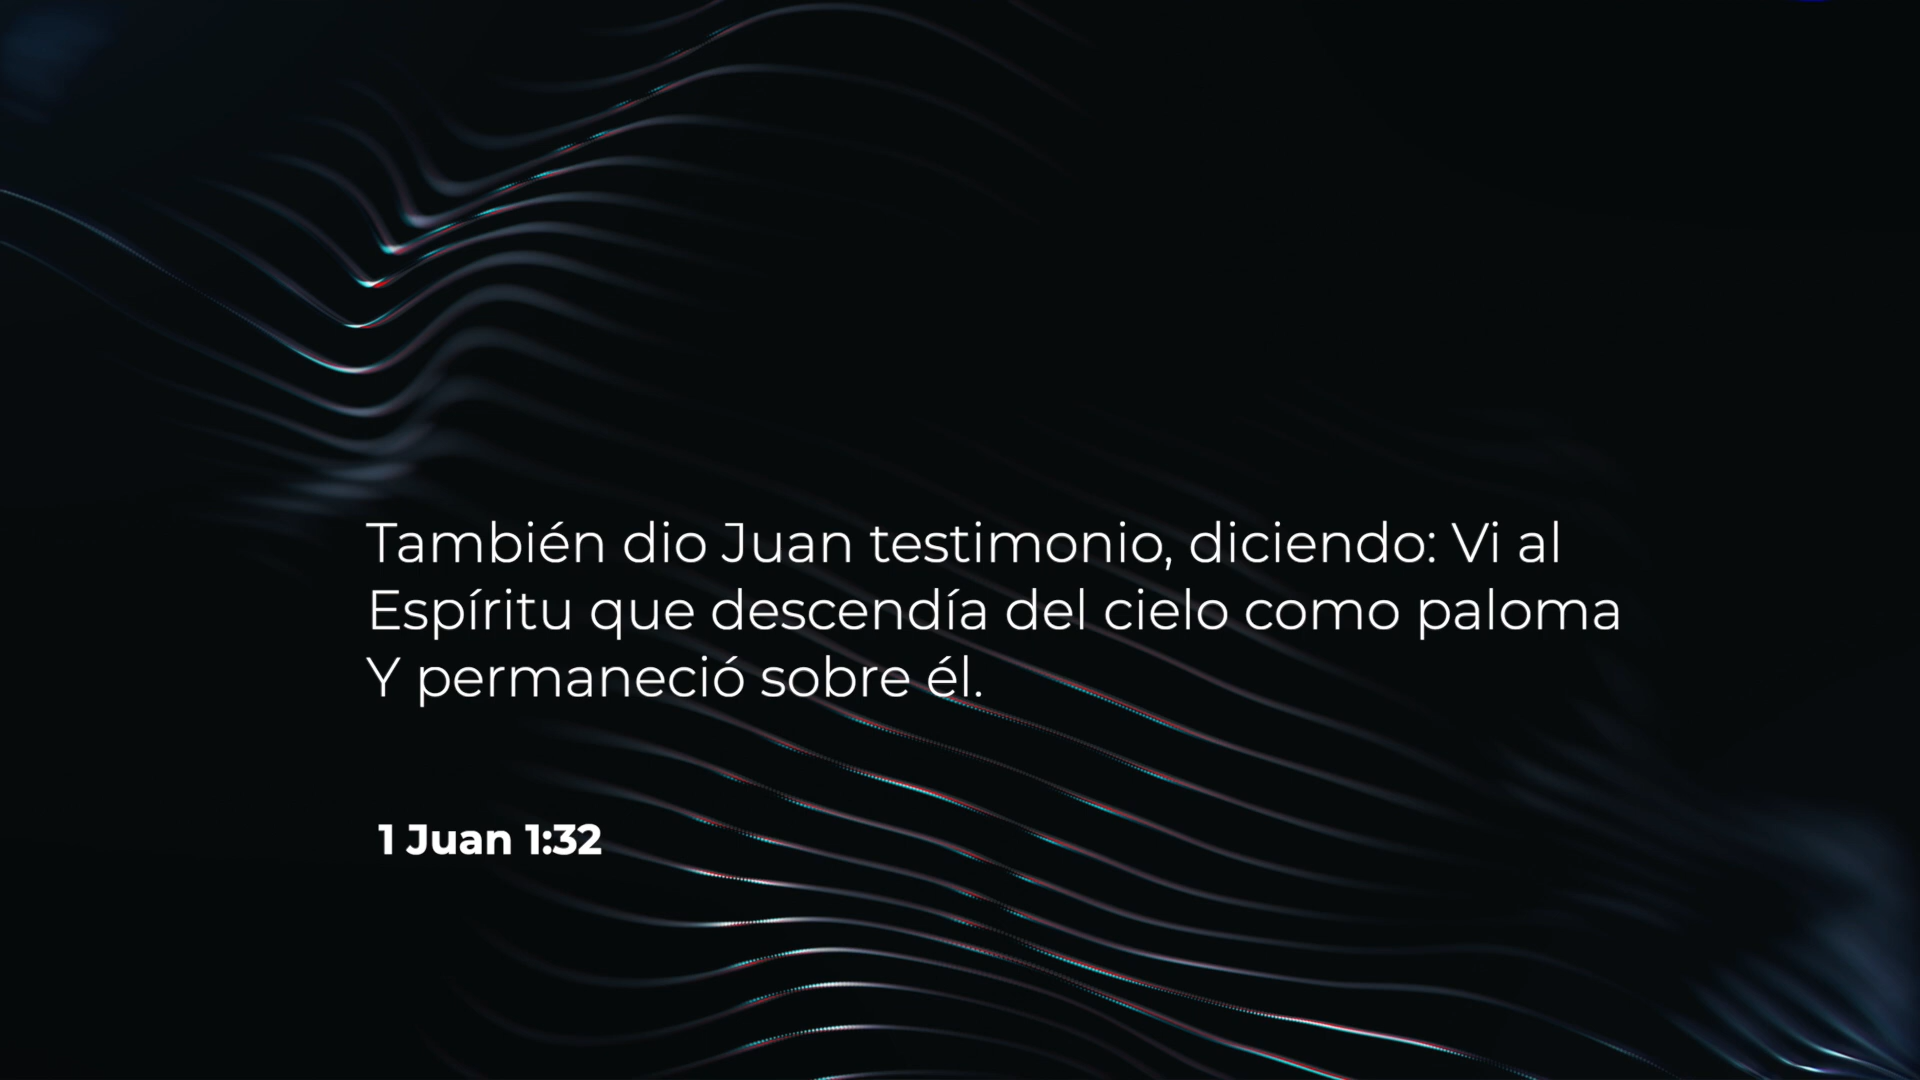 También dio Juan testimonio, diciendo: Vi al
Espíritu que descendía del cielo como paloma
Y permaneció sobre él.
1 Juan 1:32